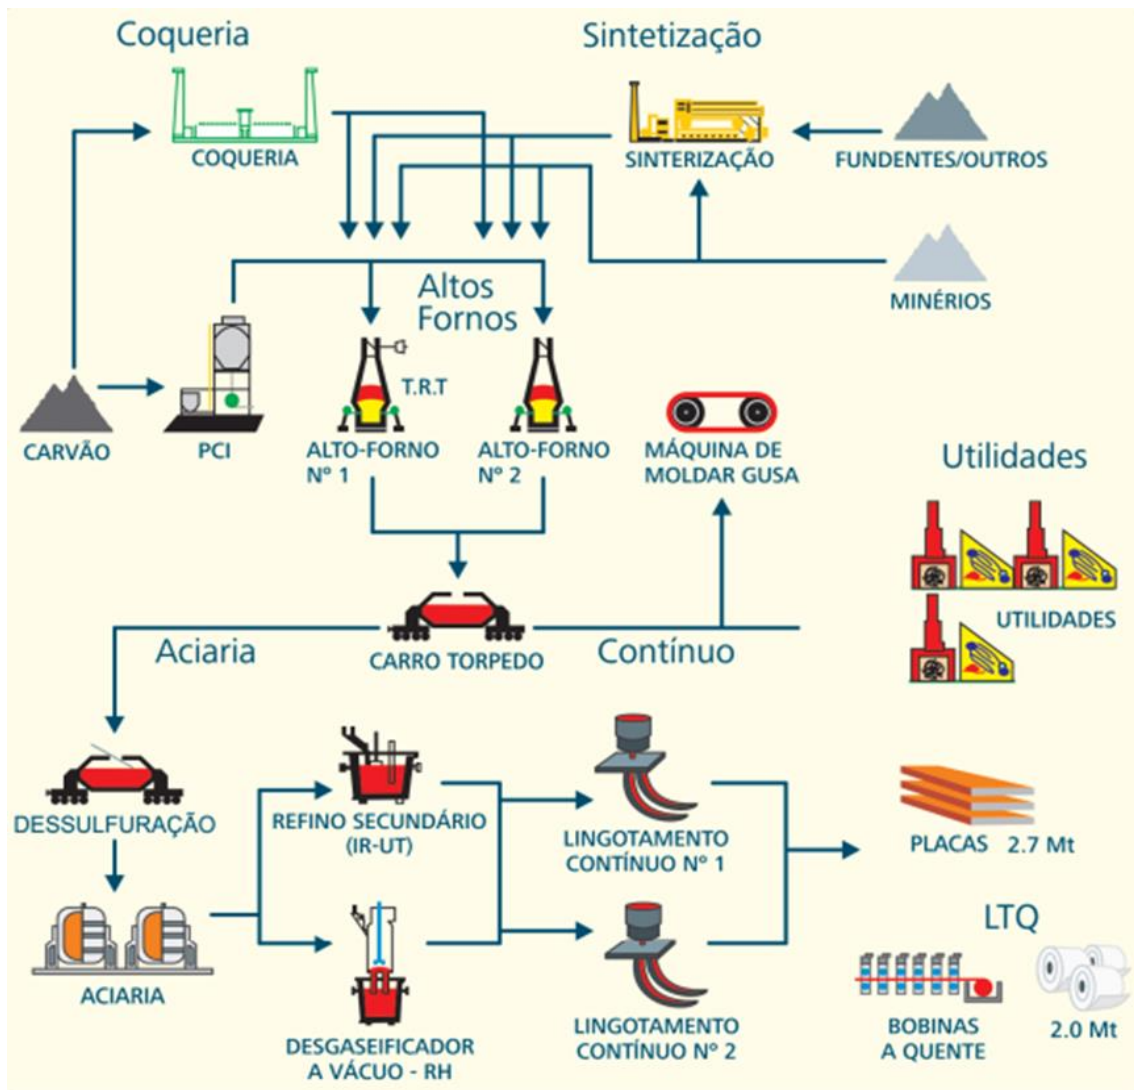 Coqueria
Sintetização
COQUERIA
SINTERIZAÇÃO
FUNDENTES/OUTROS
MINÉRIOS
Altos
Fornos
T.R.T
CARVÃO
PCI
ALTO-FORNO
Nº 1
ALTO-FORNO
Nº 2
MÁQUINA DE
MOLDAR GUSA
Utilidades
UTILIDADES
Aciaria
CARRO TORPEDO
Contínuo
DESSULFURAÇÃO
REFINO SECUNDÁRIO
(IR-UT)
LINGOTAMENTO
CONTÍNUO Nº 1
PLACAS 2.7 Mt
LTQ
ACIARIA
DESGASEIFICADOR
A VÁCUO - RH
LINGOTAMENTO
CONTÍNUO Nº 2
BOBINAS
A QUENTE
2.0 Mt